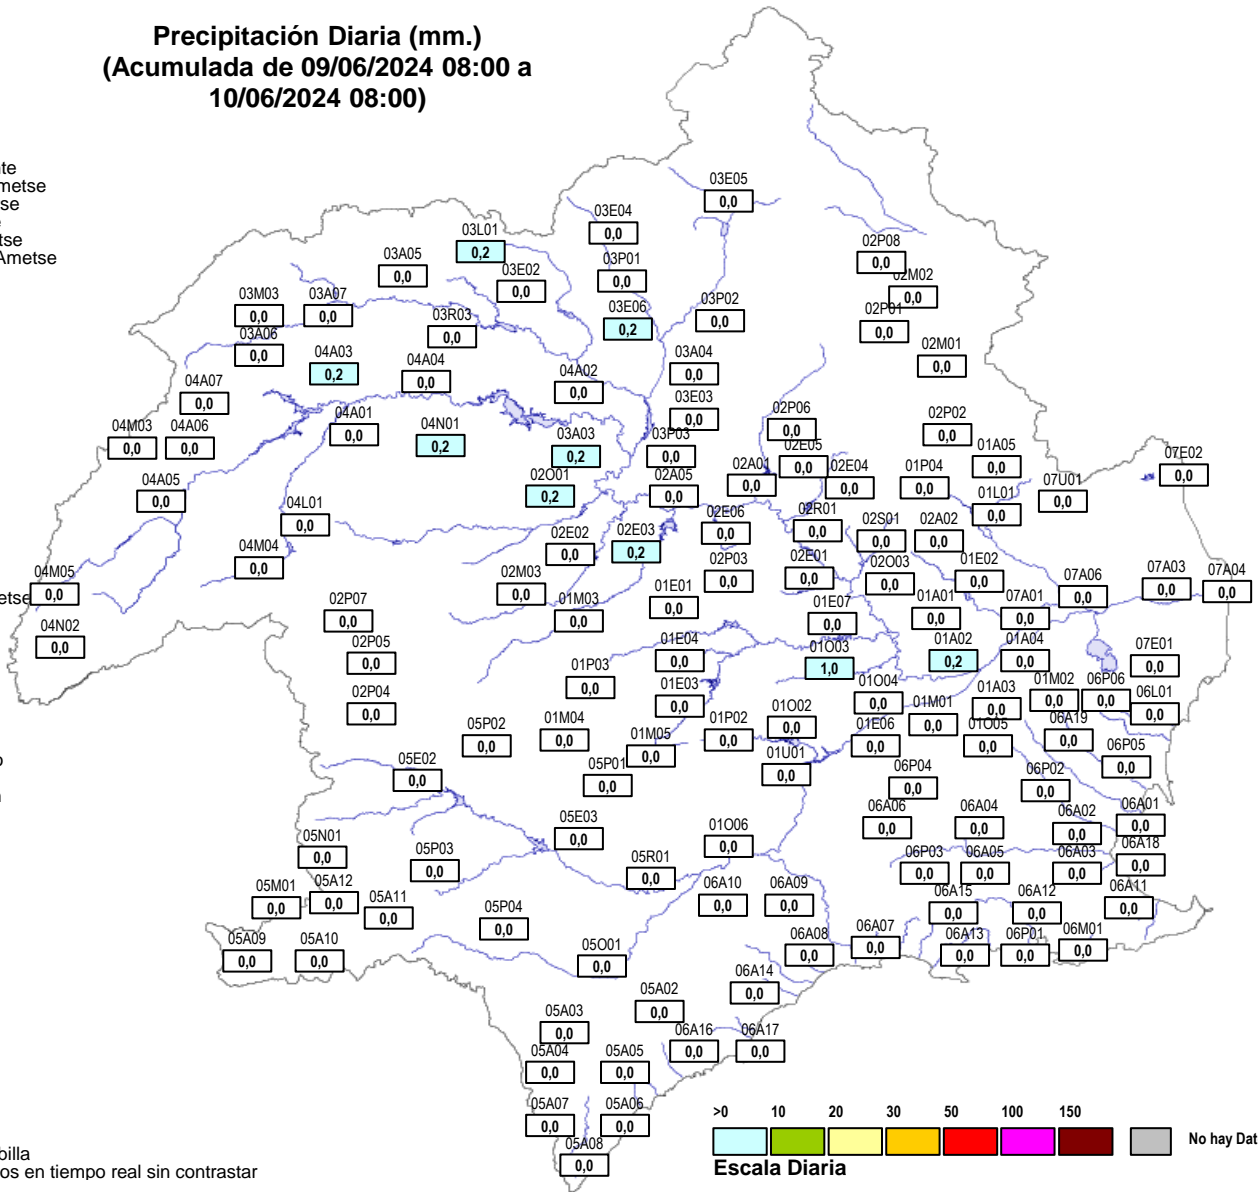 Precipitación Diaria (mm.)
(Acumulada de 09/06/2024 08:00 a
10/06/2024 08:00)
03E05
0,0
03E04
0,0
03L01
0,2
03A05
0,0
03E02
0,0
03P01
0,0
02P08
0,0
02M02
0,0
03M03
0,0
03A07
0,0
03R03
0,0
03E06
0,2
03P02
0,0
02P01
0,0
03A06
0,0
04A03
0,2
04A04
0,0
04A02
0,0
03A04
0,0
02M01
0,0
04A07
0,0
03E03
0,0
04M03
0,0
04A06
0,0
04A01
0,0
04N01
0,2
03A03
0,2
03P03
0,0
02P06
0,0
02P02
0,0
02E05
0,0
01A05
0,0
07E02
0,0
04A05
0,0
02O01
0,2
02A05
0,0
02A01
0,0
02E04
0,0
01P04
0,0
07U01
0,0
01L01
0,0
04L01
0,0
02E06
0,0
02R01
0,0
02S01
0,0
02A02
0,0
04M04
0,0
02E02
0,0
02E03
0,2
04M05
0,0
02M03
0,0
02P03
0,0
02E01
0,0
02O03
0,0
01E02
0,0
07A06
0,0
07A03
0,0
07A04
0,0
02P07
0,0
01M03
0,0
01E01
0,0
01E07
0,0
01A01
0,0
07A01
0,0
04N02
0,0
02P05
0,0
01E04
0,0
01O03
1,0
01A02
0,2
01A04
0,0
07E01
0,0
02P04
0,0
01P03
0,0
01E03
0,0
01O04
0,0
01M01
0,0
01A03
0,0
01M02
0,0
06P06
0,0
06L01
0,0
05P02
0,0
01M04
0,0
01M05
0,0
01P02
0,0
01O02
0,0
01E06
0,0
01O05
0,0
06A19
0,0
06P05
0,0
05E02
0,0
05P01
0,0
01U01
0,0
06P04
0,0
06P02
0,0
05E03
0,0
01O06
0,0
06A06
0,0
06A04
0,0
06A02
0,0
06A01
0,0
05N01
0,0
05P03
0,0
05R01
0,0
06P03
0,0
06A05
0,0
06A03
0,0
06A18
0,0
05M01
0,0
05A12
0,0
05A11
0,0
05P04
0,0
06A10
0,0
06A09
0,0
06A15
0,0
06A12
0,0
06A11
0,0
05A09
0,0
05A10
0,0
05O01
0,0
06A08
0,0
06A07
0,0
06A13
0,0
06P01
0,0
06M01
0,0
05A02
0,0
06A14
0,0
05A03
0,0
06A16
0,0
06A17
0,0
05A04
0,0
05A05
0,0
05A07
0,0
05A06
0,0
05A08
0,0
>0 10 20 30 50 100 150
No hay Dat
Escala Diaria
billa
os en tiempo real sin contrastar